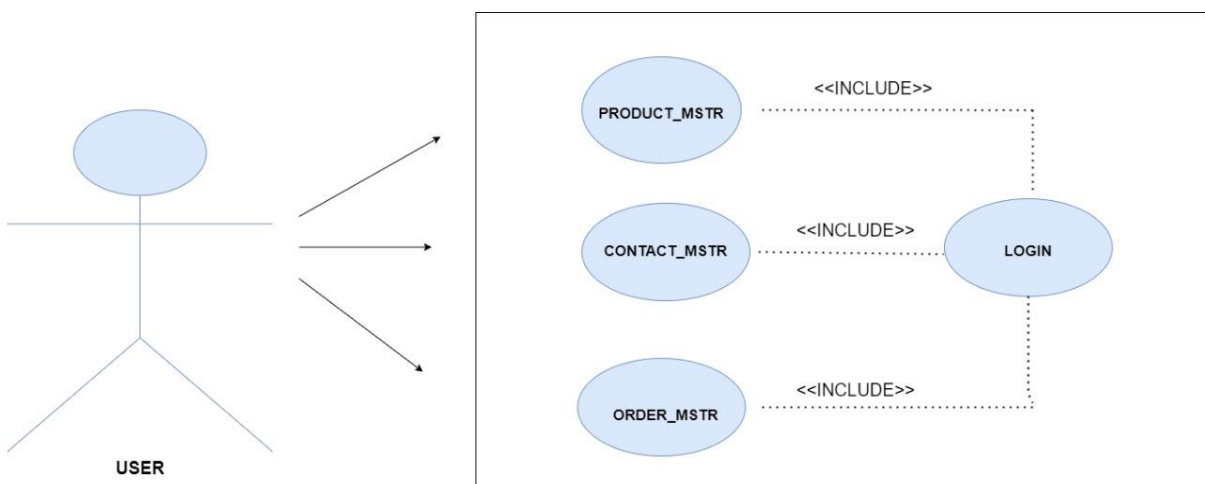 <<INCLUDE>>
PRODUCT_MSTR
<<INCLUDE>>
CONTACT_MSTR
LOGIN
<<INCLUDE>>
ORDER_MSTR
USER